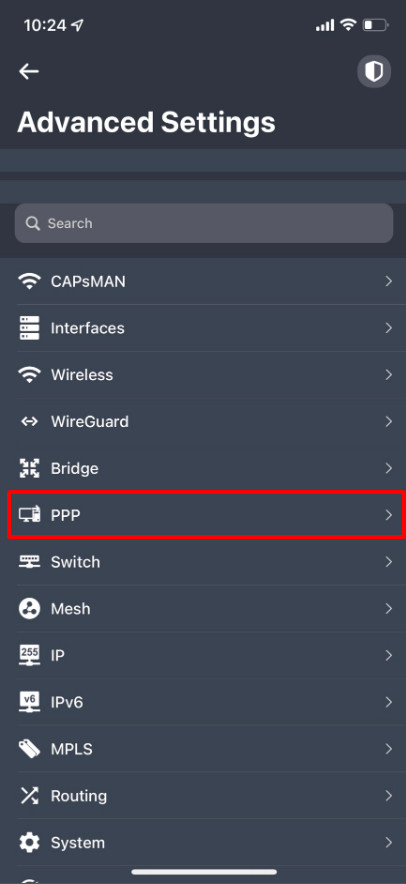 10:24
Advanced Settings
Search
CAPsMAN
Interfaces
Wireless
WireGuard
Bridge
PPP
Switch
Mesh
255
IP
v6
IPv6
MPLS
Routing
System